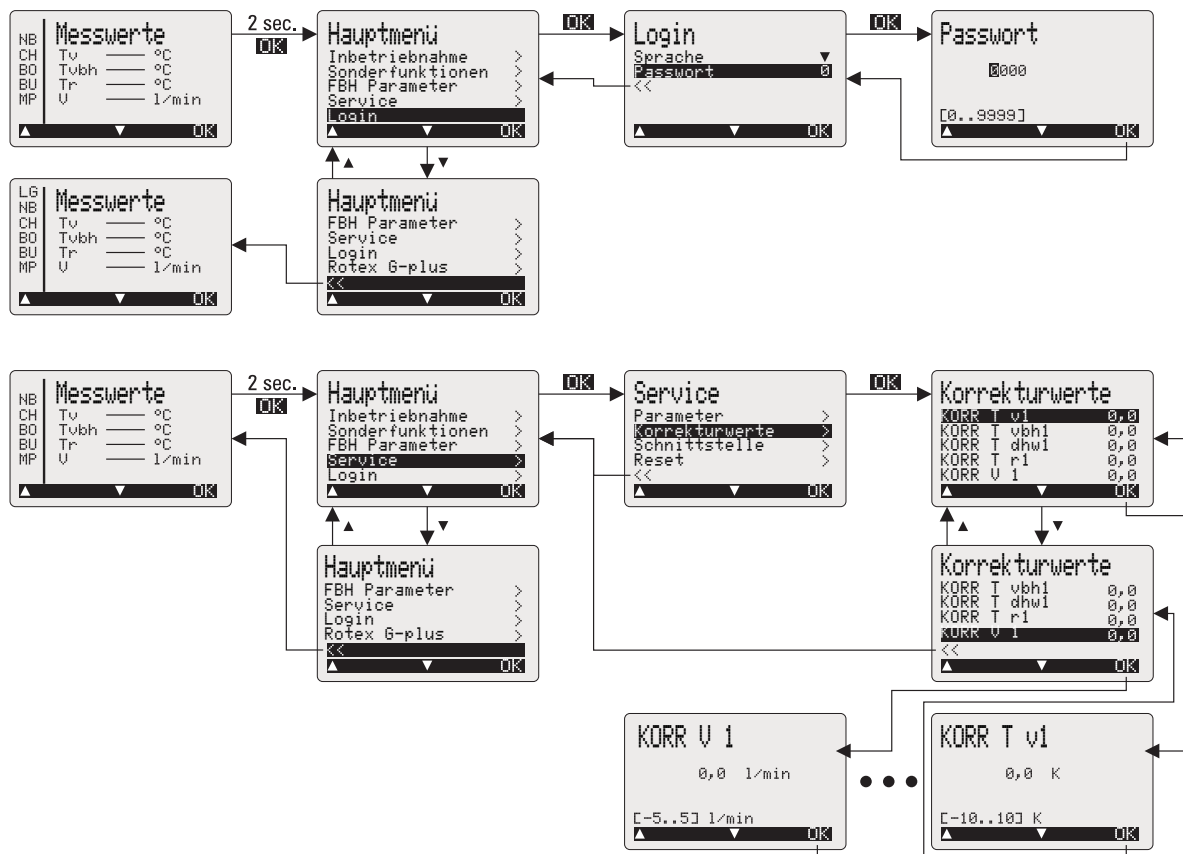 NB
CH
BO
BU
MP
Messwerte
Tv — °C
Tvbh — °C
Tr — °C
V — l/min
▲ ▼ OK
2 sec.
OK
Hauptmenü
Inbetriebnahme >
Sonderfunktionen >
FBH Parameter >
Service >
Login
▲ ▼ OK
OK
Login
Sprache ▼
Passwort 0
<<
▲ ▼ OK
OK
Passwort
0000
[0..9999]
▲ ▼ OK
▲ ▼
LG
NB
CH
BO
BU
MP
Messwerte
Tv — °C
Tvbh — °C
Tr — °C
V — l/min
▲ ▼ OK
Hauptmenü
FBH Parameter >
Service >
Login >
Rotex G-plus >
<<
▲ ▼ OK
NB
CH
BO
BU
MP
Messwerte
Tv — °C
Tvbh — °C
Tr — °C
V — l/min
▲ ▼ OK
2 sec.
OK
Hauptmenü
Inbetriebnahme >
Sonderfunktionen >
FBH Parameter >
Service >
Login >
▲ ▼ OK
OK
Service
Parameter >
Korrekturwerte >
Schnittstelle >
Reset >
<<
▲ ▼ OK
OK
Korrekturwerte
KORR T v1 0,0
KORR T vbh1 0,0
KORR T dhw1 0,0
KORR T r1 0,0
KORR V 1 0,0
▲ ▼ OK
▲ ▼
▲ ▼
Hauptmenü
FBH Parameter >
Service >
Login >
Rotex G-plus >
<<
▲ ▼ OK
Korrekturwerte
KORR T vbh1 0,0
KORR T dhw1 0,0
KORR T r1 0,0
KORR V 1 0,0
<<
▲ ▼ OK
KORR V 1
0,0 l/min
[-5..5] l/min
▲ ▼ OK
KORR T v1
0,0 K
[-10..10] K
▲ ▼ OK